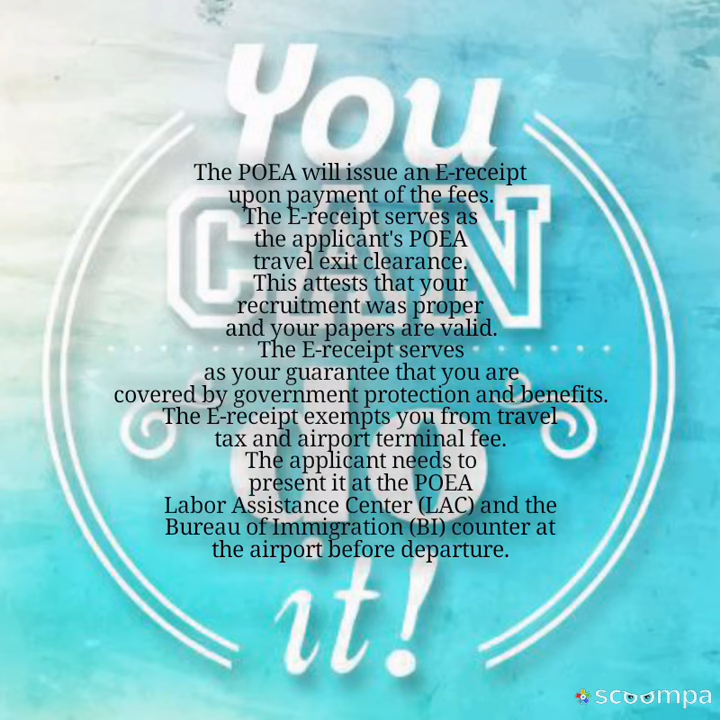 You
CAN
do
it!
The POEA will issue an E-receipt
upon payment of the fees.
The E-receipt serves as
the applicant's POEA
travel exit clearance.
This attests that your
recruitment was proper
and your papers are valid.
The E-receipt serves
as your guarantee that you are
covered by government protection and benefits.
The E-receipt exempts you from travel
tax and airport terminal fee.
The applicant needs to
present it at the POEA
Labor Assistance Center (LAC) and the
Bureau of Immigration (BI) counter at
the airport before departure.
scoompa